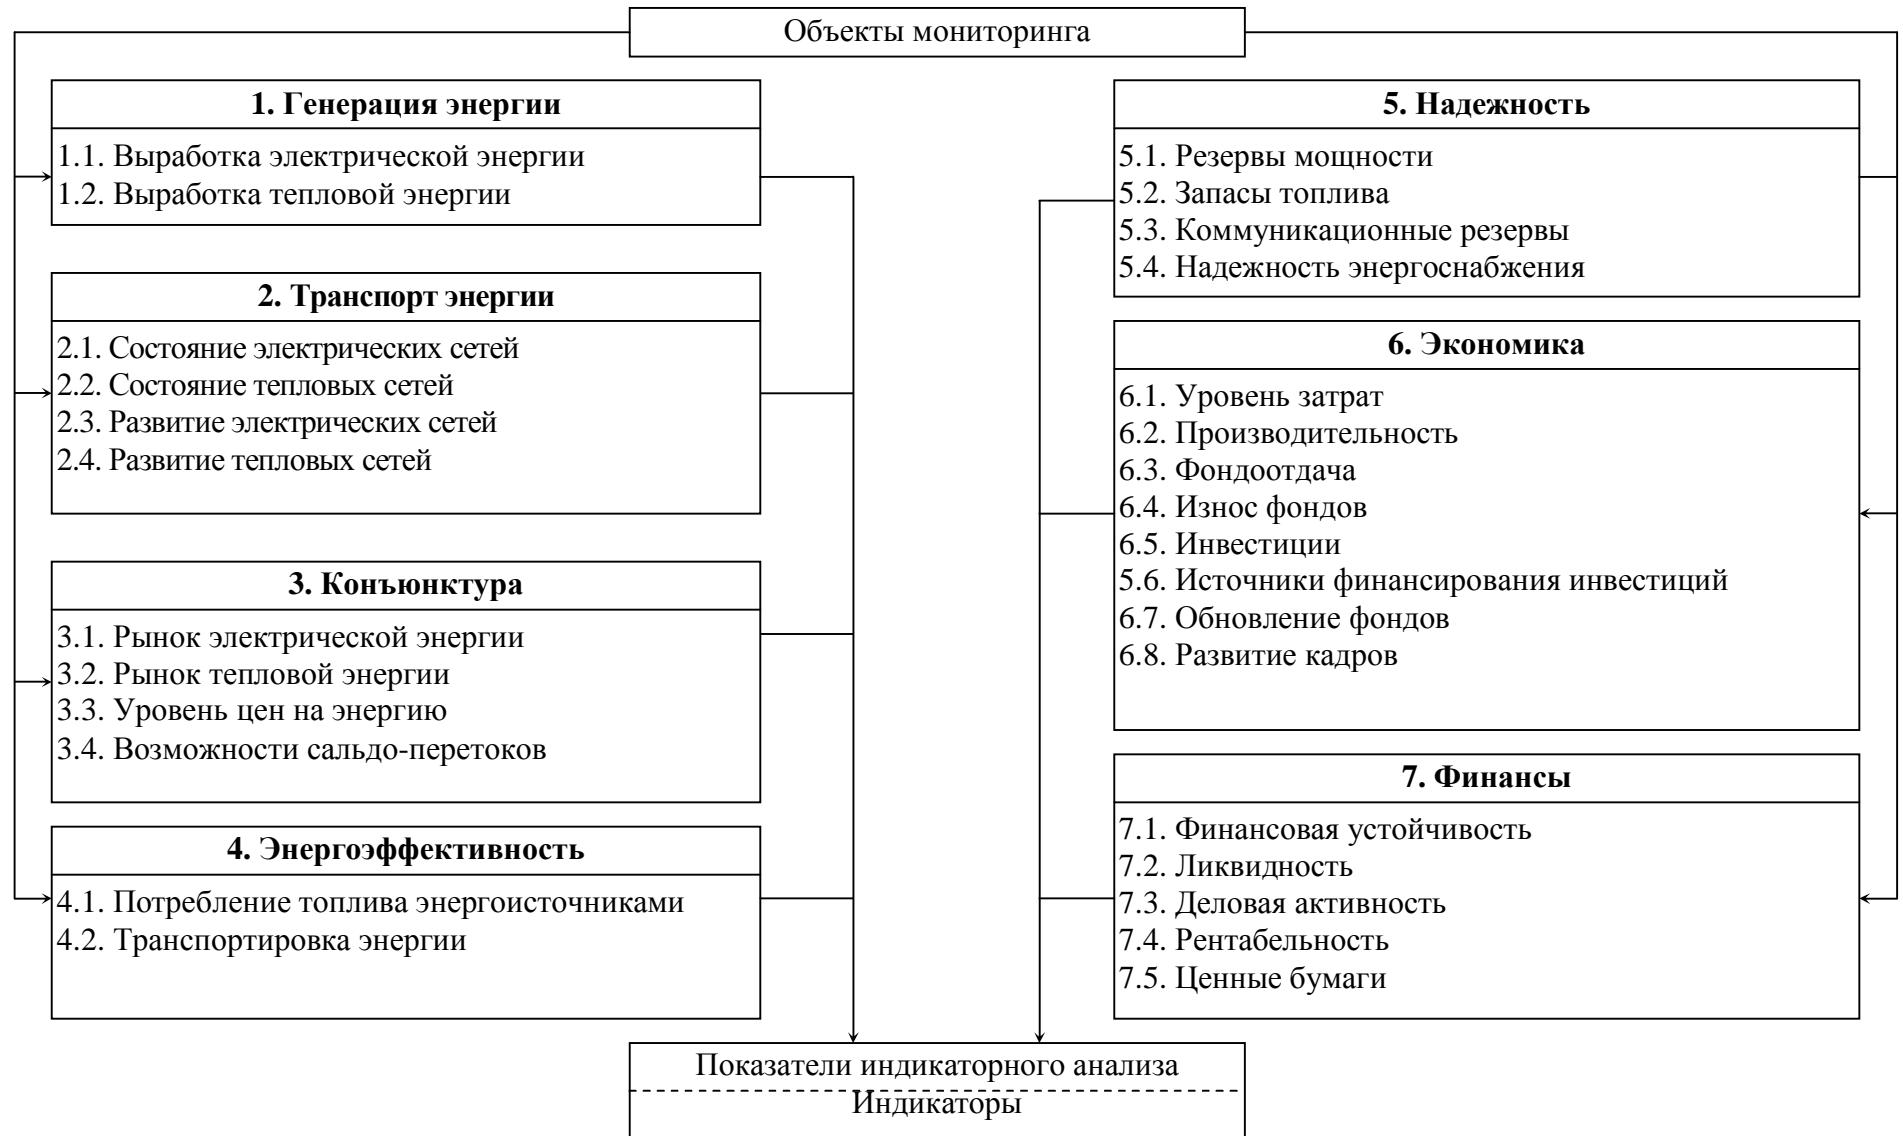 Объекты мониторинга
1. Генерация энергии
1.1. Выработка электрической энергии
1.2. Выработка тепловой энергии
2. Транспорт энергии
2.1. Состояние электрических сетей
2.2. Состояние тепловых сетей
2.3. Развитие электрических сетей
2.4. Развитие тепловых сетей
3. Конъюнктура
3.1. Рынок электрической энергии
3.2. Рынок тепловой энергии
3.3. Уровень цен на энергию
3.4. Возможности сальдо-перетоков
4. Энергоэффективность
4.1. Потребление топлива энергоисточниками
4.2. Транспортировка энергии
5. Надежность
5.1. Резервы мощности
5.2. Запасы топлива
5.3. Коммуникационные резервы
5.4. Надежность энергоснабжения
6. Экономика
6.1. Уровень затрат
6.2. Производительность
6.3. Фондоотдача
6.4. Износ фондов
6.5. Инвестиции
5.6. Источники финансирования инвестиций
6.7. Обновление фондов
6.8. Развитие кадров
7. Финансы
7.1. Финансовая устойчивость
7.2. Ликвидность
7.3. Деловая активность
7.4. Рентабельность
7.5. Ценные бумаги
Показатели индикаторного анализа
Индикаторы